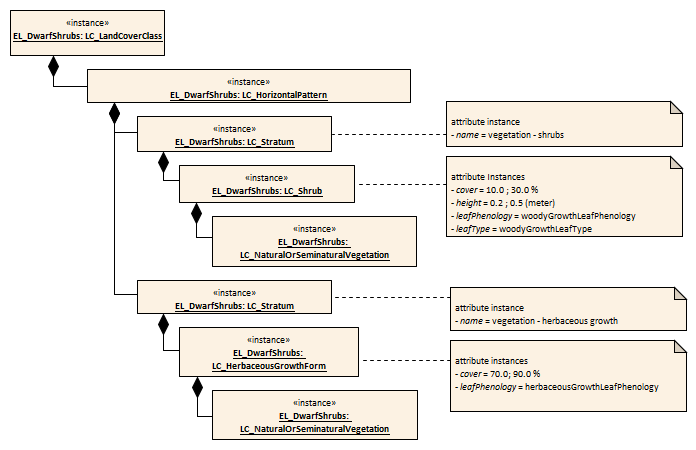 «instance»
EL_DwarfShrubs: LC_LandCoverClass
«instance»
EL_DwarfShrubs: LC_HorizontalPattern
«instance»
EL_DwarfShrubs: LC_Stratum
attribute instance
- name = vegetation - shrubs
«instance»
EL_DwarfShrubs: LC_Shrub
attribute Instances
- cover = 10.0 ; 30.0 %
- height = 0.2 ; 0.5 (meter)
- leafPhenology = woodyGrowthLeafPhenology
- leafType = woodyGrowthLeafType
«instance»
EL_DwarfShrubs:
LC_NaturalOrSeminaturalVegetation
«instance»
EL_DwarfShrubs: LC_Stratum
attribute instance
- name = vegetation - herbaceous growth
«instance»
EL_DwarfShrubs:
LC_HerbaceousGrowthForm
attribute instances
- cover = 70.0; 90.0 %
- leafPhenology = herbaceousGrowthLeafPhenology
«instance»
EL_DwarfShrubs:
LC_NaturalOrSeminaturalVegetation